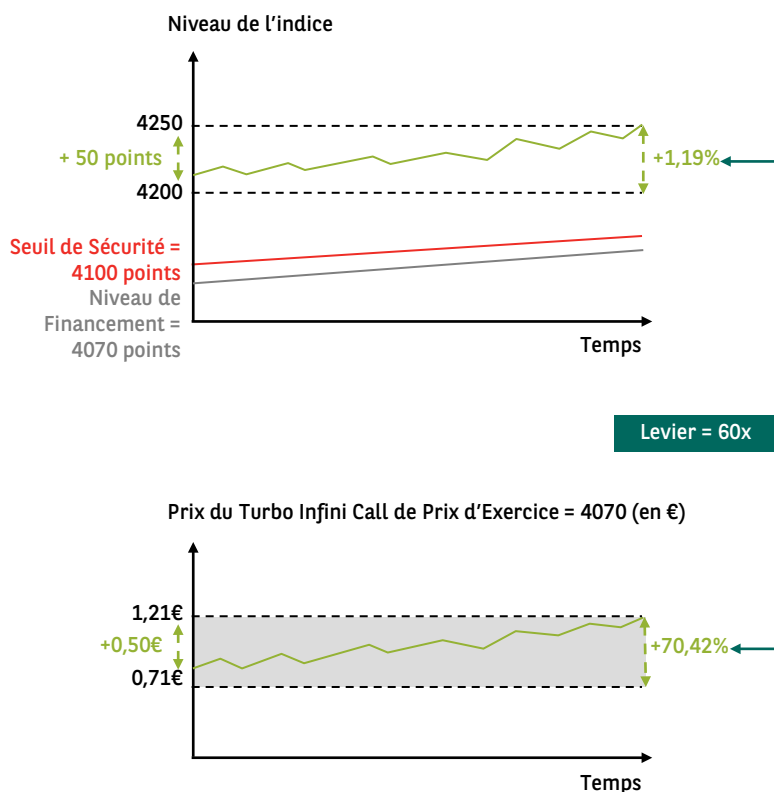 Niveau de l’indice
4250
+ 50 points
+1,19%
4200
Seuil de Sécurité =
4100 points
Niveau de
Financement =
4070 points
Temps
Levier = 60x
Prix du Turbo Infini Call de Prix d’Exercice = 4070 (en €)
1,21€
+0,50€
+70,42%
0,71€
Temps